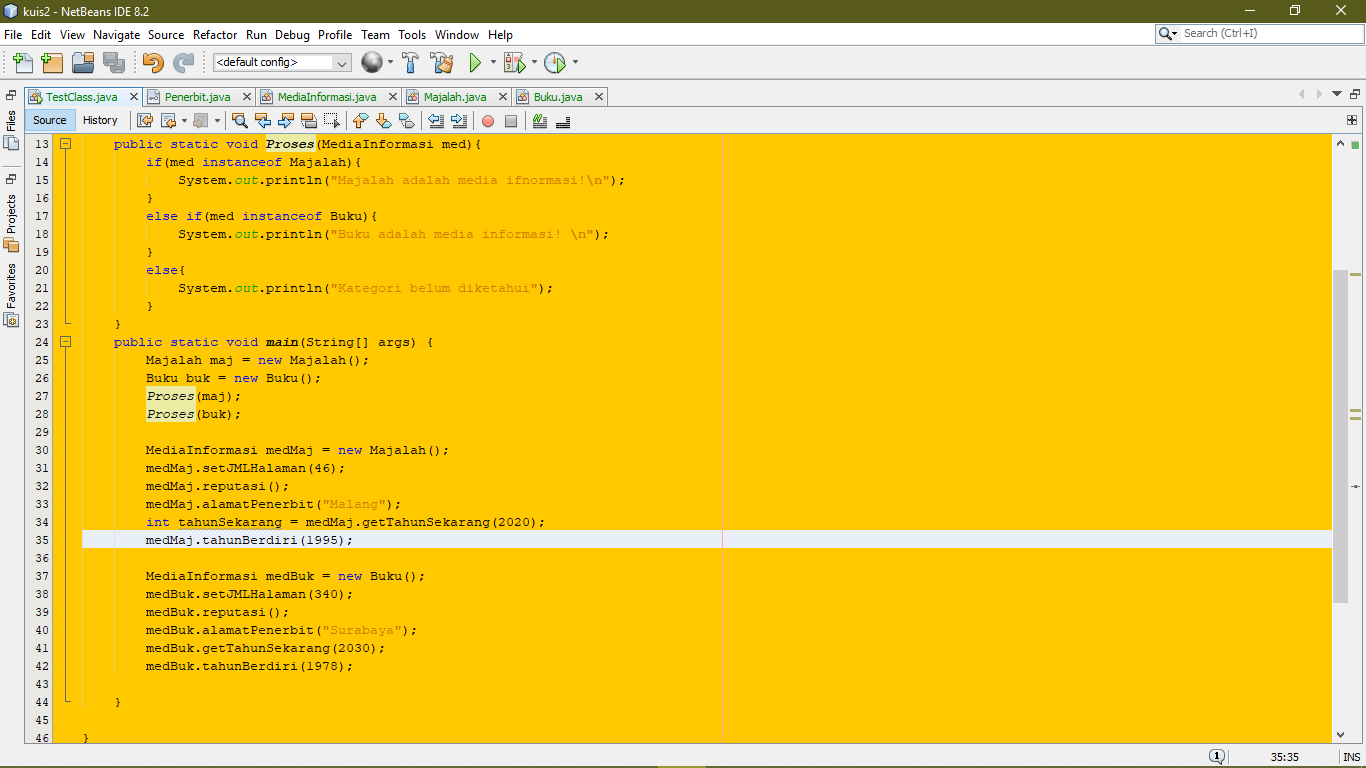 kuis2 - NetBeans IDE 8.2
File Edit View Navigate Source Refactor Run Debug Profile Team Tools Window Help
Search (Ctrl+I)
<default config>
TestClass.java Penerbit.java MediaInformasi.java Majalah.java Buku.java
Files
Projects
Favorites
Source History
13 public static void Proses(MediaInformasi med){
14 if(med instanceof Majalah){
15 System.out.println("Majalah adalah media ifnormasi!\n");
16 }
17 else if(med instanceof Buku){
18 System.out.println("Buku adalah media informasi! \n");
19 }
20 else{
21 System.out.println("Kategori belum diketahui");
22 }
23 }
24 public static void main(String[] args) {
25 Majalah maj = new Majalah();
26 Buku buk = new Buku();
27 Proses(maj);
28 Proses(buk);
29
30 MediaInformasi medMaj = new Majalah();
31 medMaj.setJMLHalaman(46);
32 medMaj.reputasi();
33 medMaj.alamatPenerbit("Malang");
34 int tahunSekarang = medMaj.getTahunSekarang(2020);
35 medMaj.tahunBerdiri(1995);
36
37 MediaInformasi medBuk = new Buku();
38 medBuk.setJMLHalaman(340);
39 medBuk.reputasi();
40 medBuk.alamatPenerbit("Surabaya");
41 medBuk.getTahunSekarang(2030);
42 medBuk.tahunBerdiri(1978);
43
44 }
45
46 }
1 35:35 INS